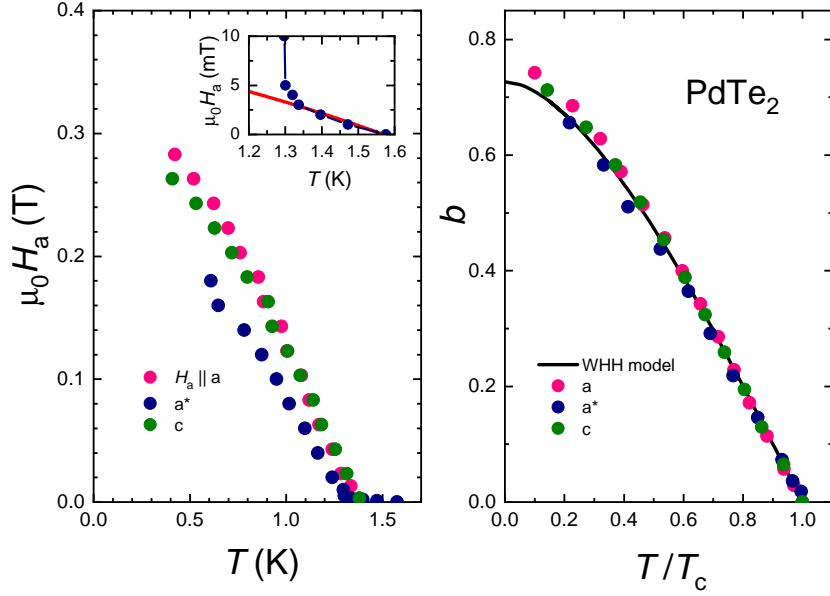 0.4
0.3
0.2
0.1
0.0
μ₀Hₐ (T)
0.0 0.5 1.0 1.5
T (K)
Hₐ || a
a*
c
10
5
0
μ₀Hₐ (mT)
1.2 1.3 1.4 1.5 1.6
T (K)
0.8
0.6
0.4
0.2
0.0
b
PdTe₂
WHH model
a
a*
c
0.0 0.2 0.4 0.6 0.8 1.0
T/T_c